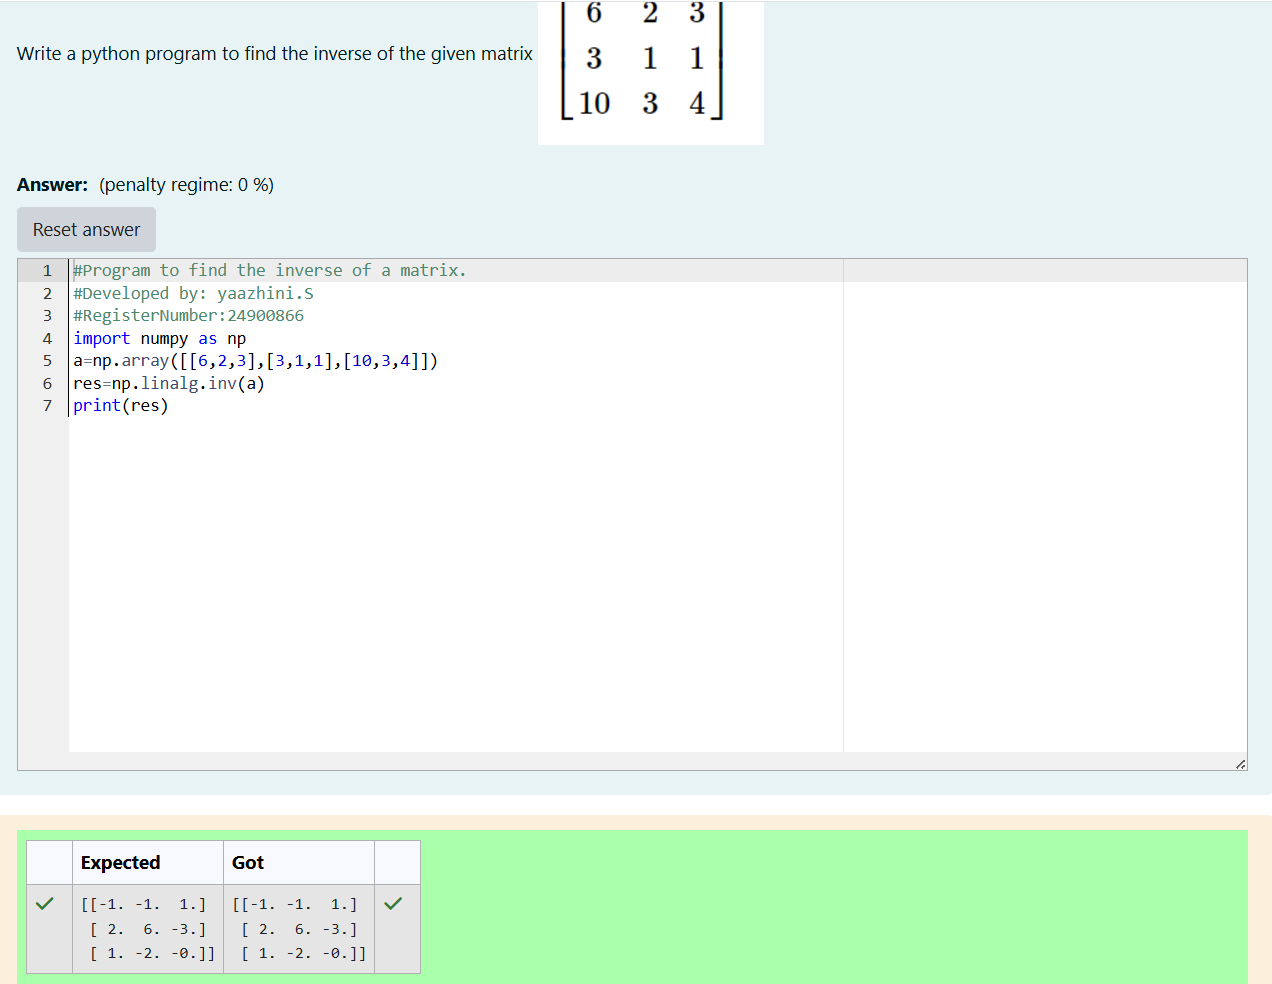 6 2 3
Write a python program to find the inverse of the given matrix
3 1 1
10 3 4
Answer: (penalty regime: 0 %)
Reset answer
1 #Program to find the inverse of a matrix.
2 #Developed by: yaazhini.S
3 #RegisterNumber:24900866
4 import numpy as np
5 a=np.array([[6,2,3],[3,1,1],[10,3,4]])
6 res=np.linalg.inv(a)
7 print(res)
Expected Got
[[-1. -1.  1.] [[-1. -1.  1.]
[ 2.  6. -3.] [ 2.  6. -3.]
[ 1. -2. -0.]] [ 1. -2. -0.]]